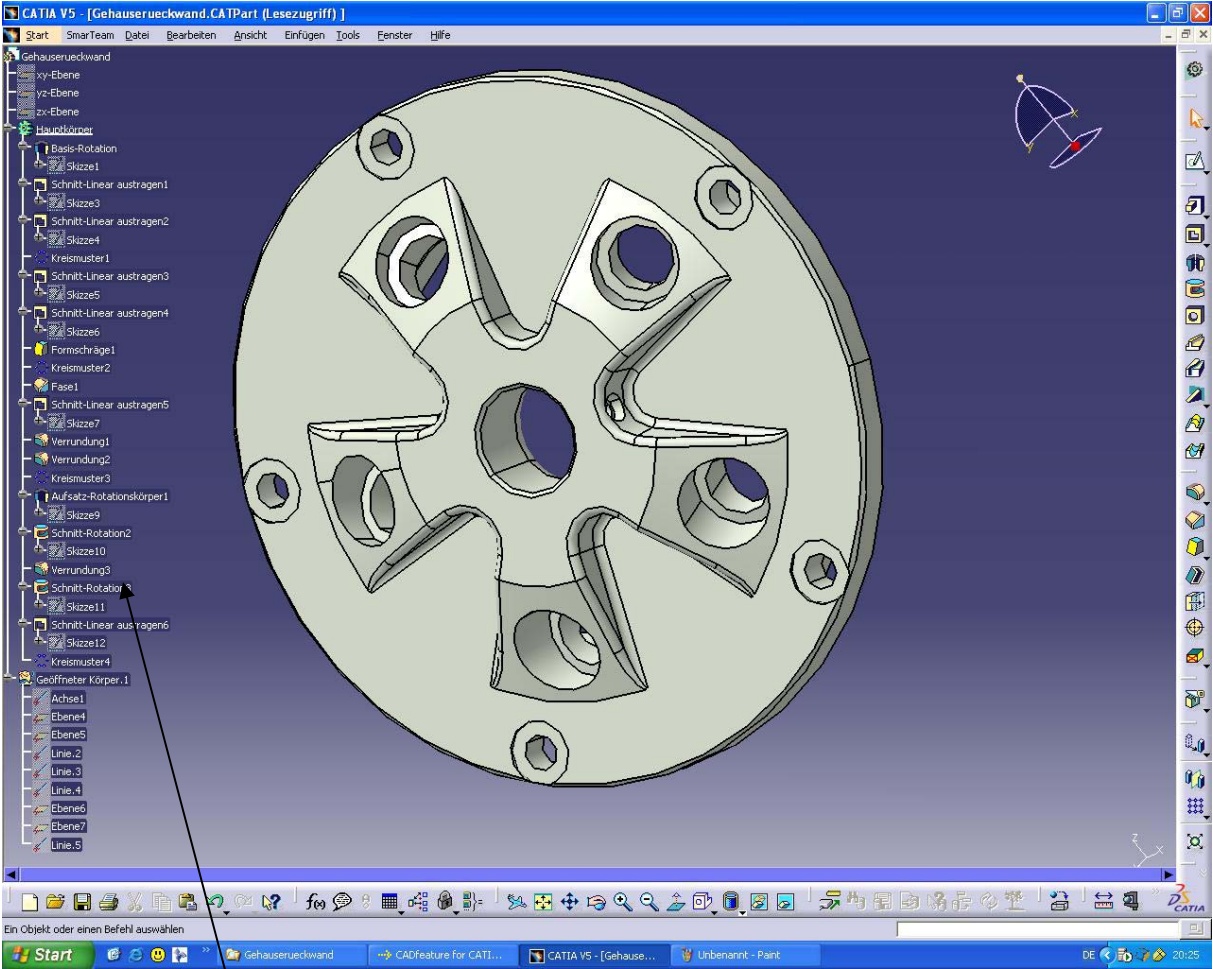 CATIA V5 - [Gehauserueckwand.CATPart (Lesezugriff) ]
Start SmarTeam Datei Bearbeiten Ansicht Einfügen Tools Fenster Hilfe
Gehauserueckwand
xy-Ebene
yz-Ebene
zx-Ebene
Hauptkörper
Basis-Rotation
Skizze1
Schnitt-Linear austragen1
Skizze3
Schnitt-Linear austragen2
Skizze4
Kreismuster1
Schnitt-Linear austragen3
Skizze5
Schnitt-Linear austragen4
Skizze6
Formschräge1
Kreismuster2
Fase1
Schnitt-Linear austragen5
Skizze7
Verrundung1
Verrundung2
Kreismuster3
Aufsatz-Rotationskörper1
Skizze9
Schnitt-Rotation2
Skizze10
Verrundung3
Schnitt-Rotation3
Skizze11
Schnitt-Linear austragen6
Skizze12
Kreismuster4
Geöffneter Körper.1
Achse1
Ebene4
Ebene5
Linie.2
Linie.3
Linie.4
Ebene6
Ebene7
Linie.5
x
y
z
x
f(x)
CATIA
Ein Objekt oder einen Befehl auswählen
Start Gehauserueckwand CADfeature for CATI... CATIA V5 - [Gehause... Unbenannt - Paint DE 20:25